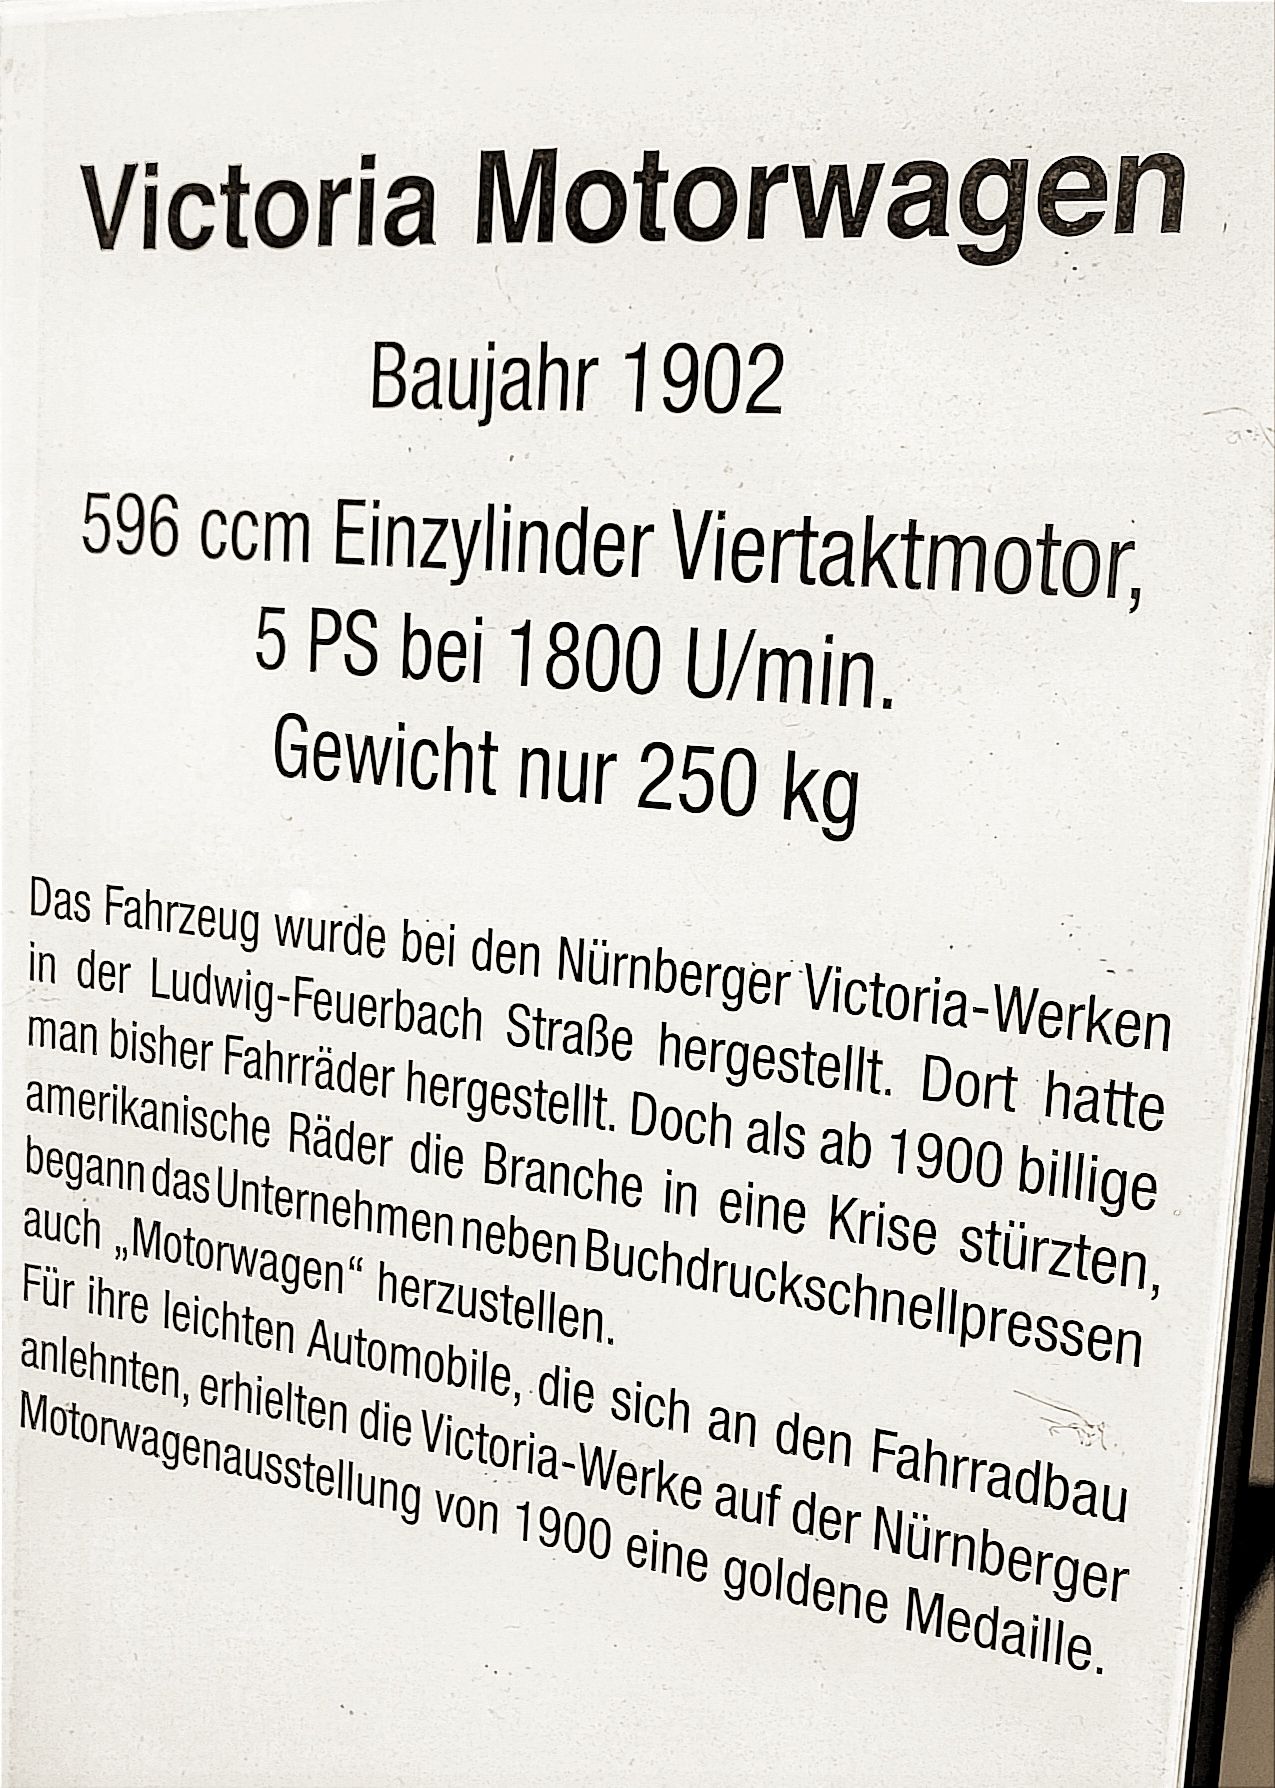 Victoria Motorwagen
Baujahr 1902
596 ccm Einzylinder Viertaktmotor,
5 PS bei 1800 U/min.
Gewicht nur 250 kg
Das Fahrzeug wurde bei den Nürnberger Victoria-Werken
in der Ludwig-Feuerbach Straße hergestellt. Dort hatte
man bisher Fahrräder hergestellt. Doch als ab 1900 billige
amerikanische Räder die Branche in eine Krise stürzten,
begann das Unternehmen neben Buchdruckschnellpressen
auch „Motorwagen“ herzustellen.
Für ihre leichten Automobile, die sich an den Fahrradbau
anlehnten, erhielten die Victoria-Werke auf der Nürnberger
Motorwagenausstellung von 1900 eine goldene Medaille.